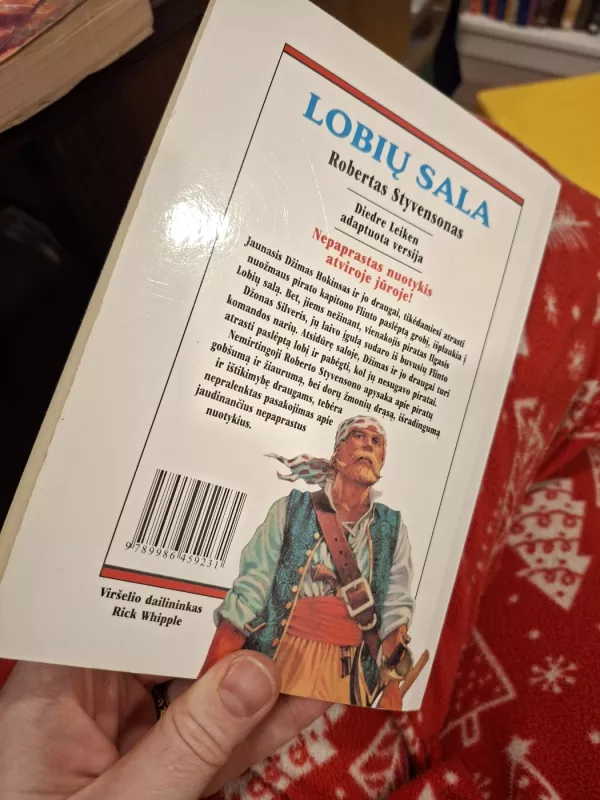 LOBIŲ SALA
Robertas Styvensonas
Diedre Leiken
adaptuota versija
Nepaprastas nuotykis
atviroje jūroje!
Jaunasis Džimas Hokinsas ir jo draugai, tikėdamiesi atrasti
nuožmaus pirato kapitono Flinto paslėptą grobį, išplaukia į
Lobių salą. Bet, jiems nežinant, vienakojis piratas Ilgasis
Džonas Silveris, jų laivo įgulą sudaro iš buvusių Flinto
komandos narių. Atsidūrę saloje, Džimas ir jo draugai turi
atrasti paslėptą lobį ir pabėgti, kol jų nesugavo piratai.
Nemirtingoji Roberto Styvensono apysaka apie piratų
gobšumą ir žiaurumą, bei dorų žmonių drąsą, išradingumą
ir ištikimybę draugams, tebėra
nepralenktas pasakojimas apie
jaudinančius nepaprastus
nuotykius.
9 789986 459231
Viršelio dailininkas
Rick Whipple